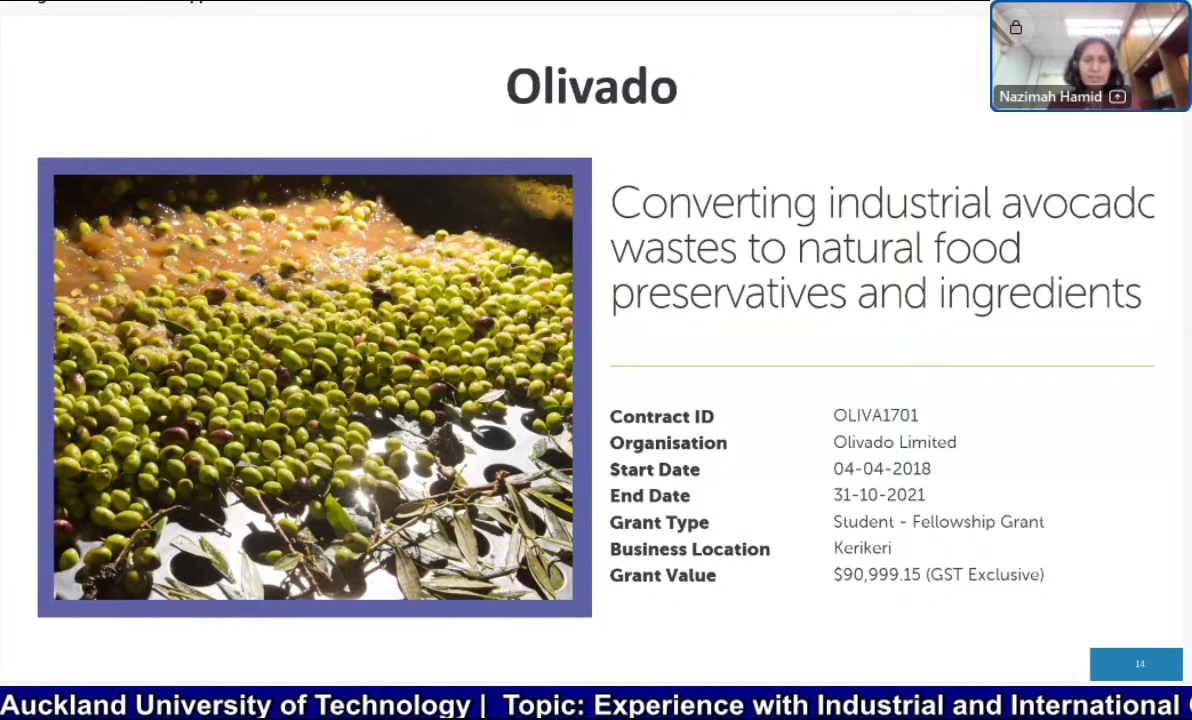 Olivado
Nazimah Hamid
Converting industrial avocado
wastes to natural food
preservatives and ingredients
Contract ID OLIVA1701
Organisation Olivado Limited
Start Date 04-04-2018
End Date 31-10-2021
Grant Type Student - Fellowship Grant
Business Location Kerikeri
Grant Value $90,999.15 (GST Exclusive)
14
Auckland University of Technology | Topic: Experience with Industrial and International